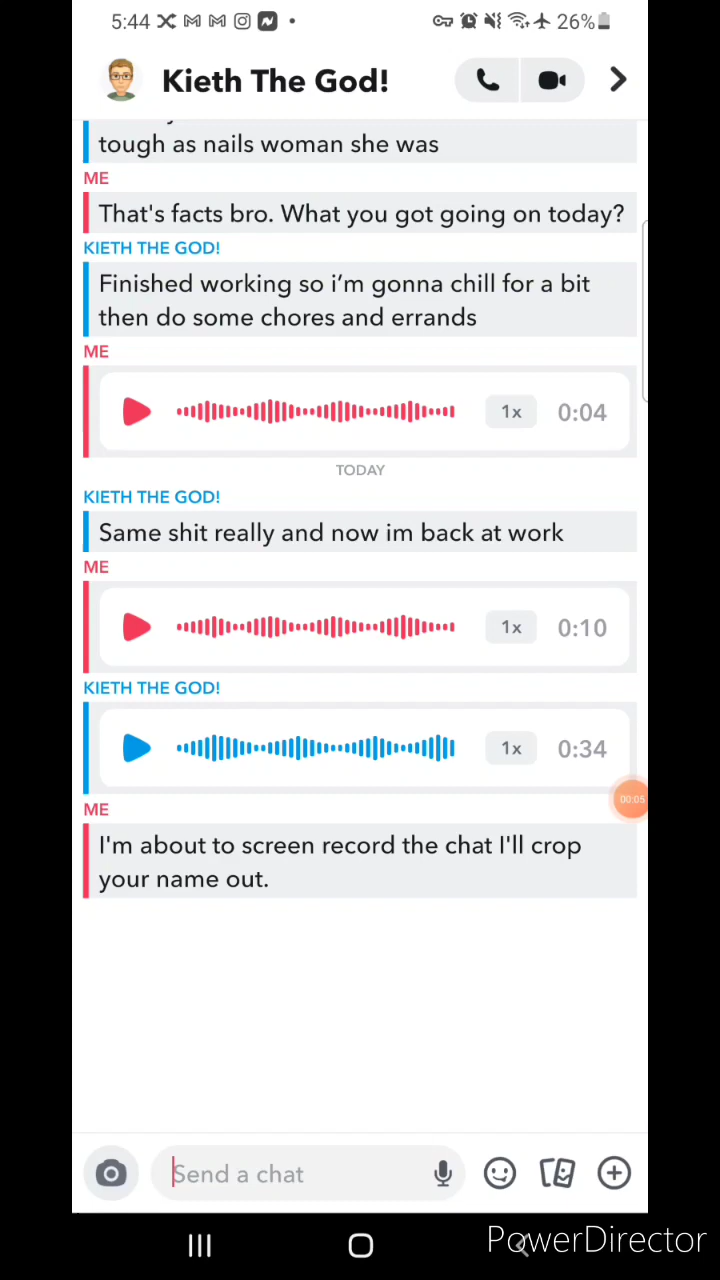 5:44
26%
Kieth The God!
tough as nails woman she was
ME
That's facts bro. What you got going on today?
KIETH THE GOD!
Finished working so i’m gonna chill for a bit
then do some chores and errands
ME
1x 0:04
TODAY
KIETH THE GOD!
Same shit really and now im back at work
ME
1x 0:10
KIETH THE GOD!
1x 0:34
00:05
ME
I'm about to screen record the chat I'll crop
your name out.
Send a chat
PowerDirector